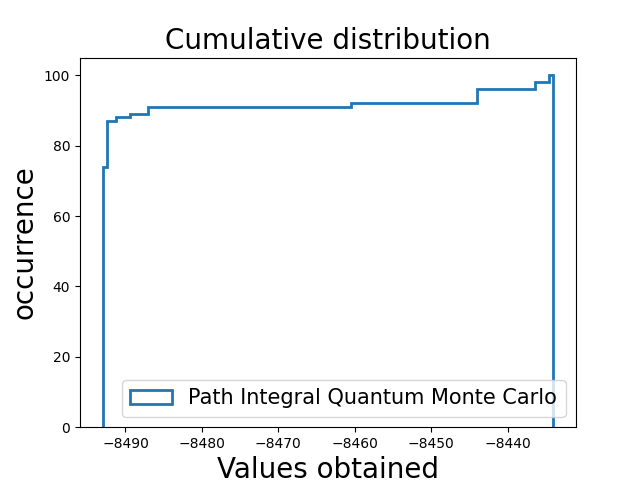 Cumulative distribution
100
80
60
40
20
0
occurrence
Path Integral Quantum Monte Carlo
−8490 −8480 −8470 −8460 −8450 −8440
Values obtained